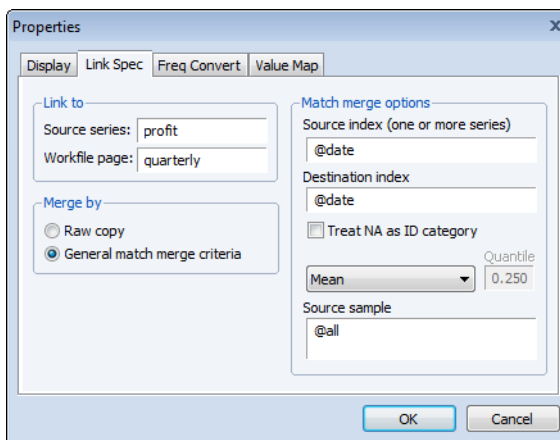 Properties
Display Link Spec Freq Convert Value Map
Link to
Source series: profit
Workfile page: quarterly
Merge by
Raw copy
General match merge criteria
Match merge options
Source index (one or more series)
@date
Destination index
@date
Treat NA as ID category
Quantile
Mean 0.250
Source sample
@all
OK Cancel